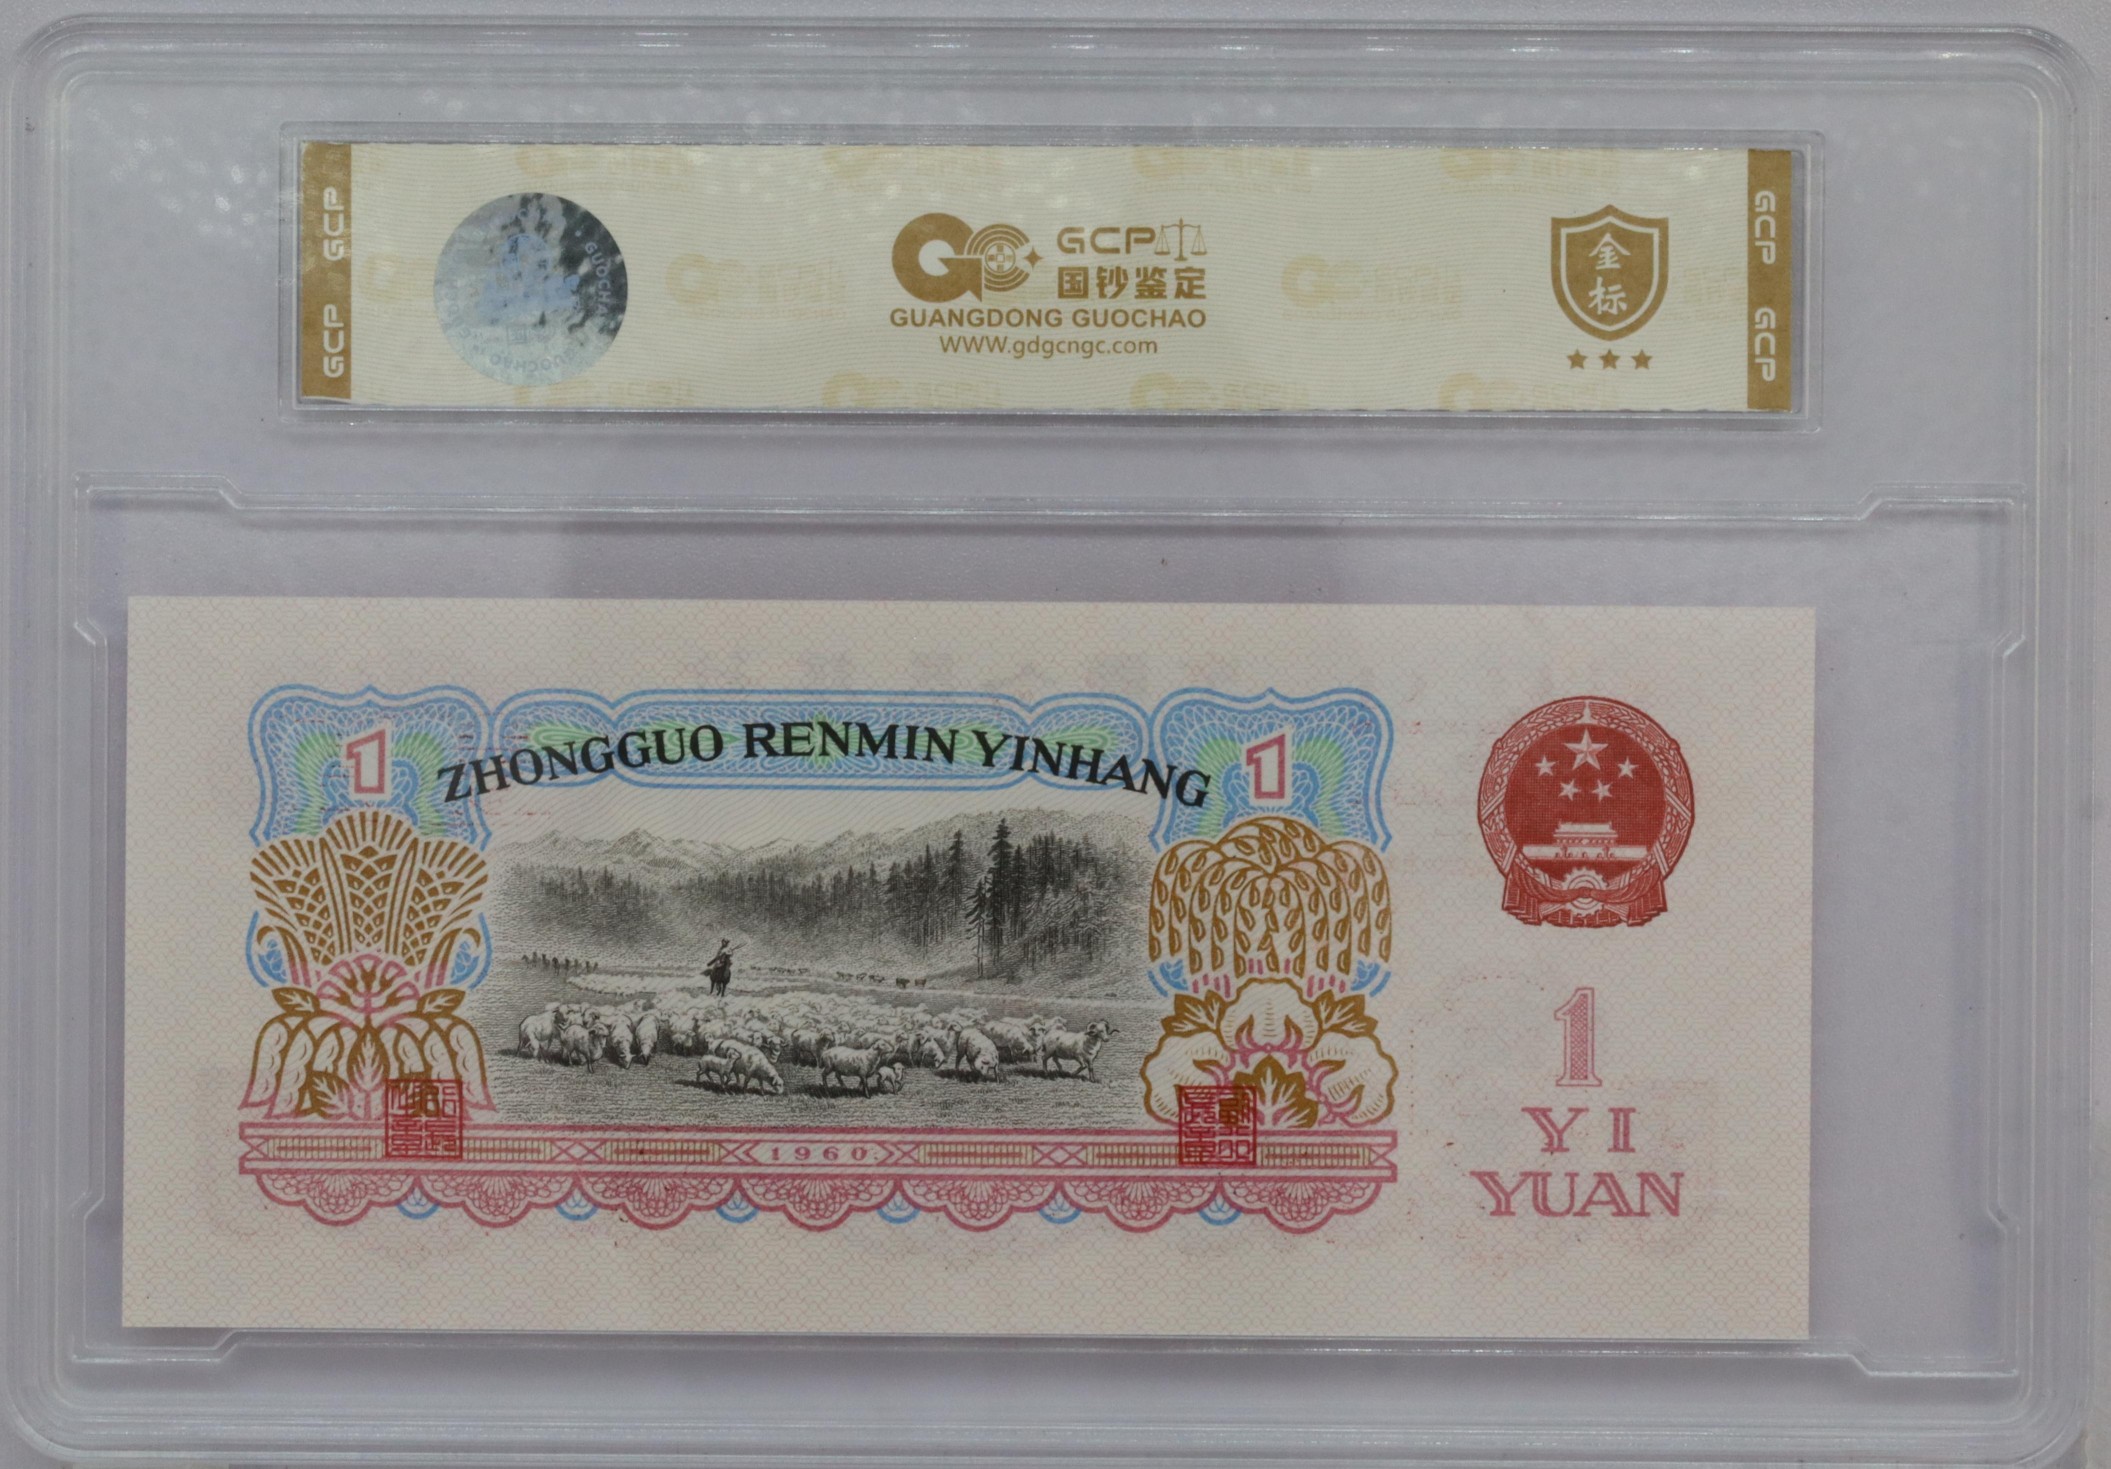 GCP GCP
GCP
国钞鉴定
GUANGDONG GUOCHAO
www.gdgcngc.com
金标
GCP GCP
GUOCHAO
1
ZHONGGUO RENMIN YINHANG
1
1960
1
YI
YUAN